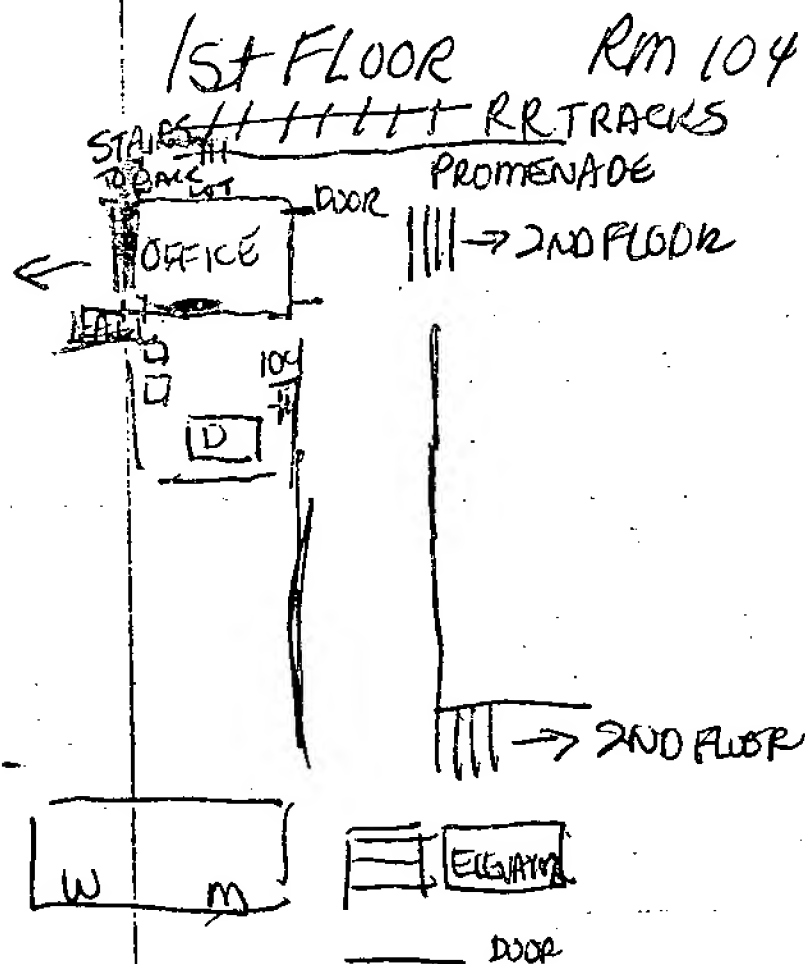 1St FLOOR RM 104
RR TRACKS
STAIRS
TO BACK LOT
PROMENADE
DOOR
OFFICE
→ 2ND FLOOR
104
D
→ 2ND FLOOR
W M
ELEVATOR
DOOR